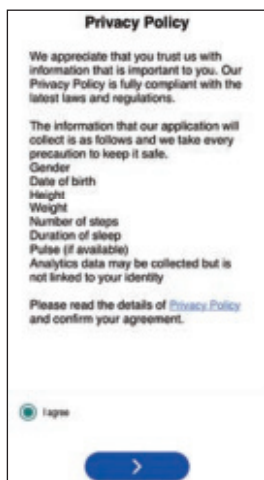 Privacy Policy
We appreciate that you trust us with
information that is important to you. Our
Privacy Policy is fully compliant with the
latest laws and regulations.
The information that our application will
collect is as follows and we take every
precaution to keep it safe.
Gender
Date of birth
Height
Weight
Number of steps
Duration of sleep
Pulse (if available)
Analytics data may be collected but is
not linked to your identity
Please read the details of Privacy Policy
and confirm your agreement.
I agree